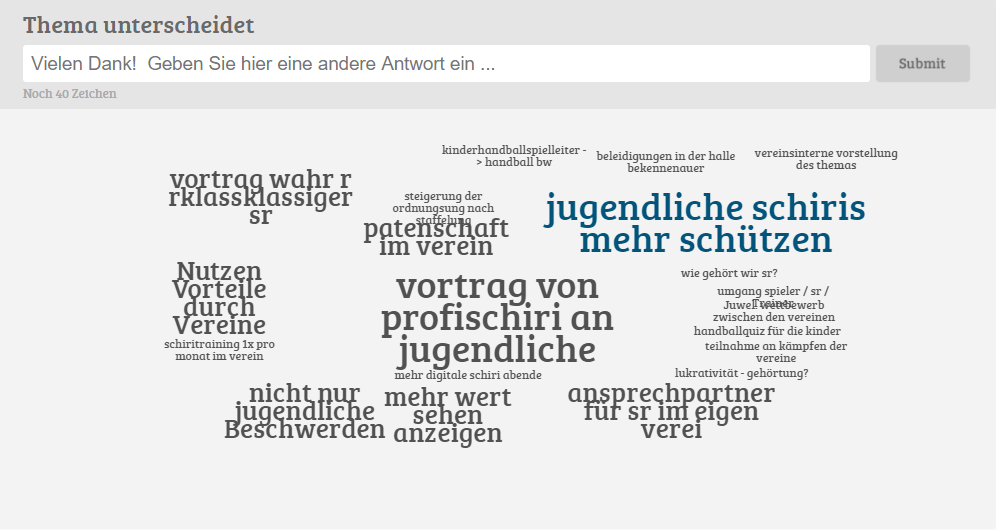 Thema unterscheidet
Vielen Dank!  Geben Sie hier eine andere Antwort ein ...
Submit
Noch 40 Zeichen
kinderhandballspielleiter -
> handball bw
beleidigungen in der halle
bekennenauer
vereinsinterne vorstellung
des themas
vortrag wahr r
rklassklassiger
sr
steigerung der
ordnungsung nach
staffelung
patenschaft
im verein
jugendliche schiris
mehr schützen
Nutzen
Vorteile
durch
Vereine
schiritraining 1x pro
monat im verein
vortrag von
profischiri an
jugendliche
wie gehört wir sr?
umgang spieler / sr /
Trainer
Juwel: wettbewerb
zwischen den vereinen
handballquiz für die kinder
teilnahme an kämpfen der
vereine
lukrativität - gehörtung?
mehr digitale schiri abende
nicht nur
jugendliche
Beschwerden
mehr wert
sehen
anzeigen
ansprechpartner
für sr im eigen
verei